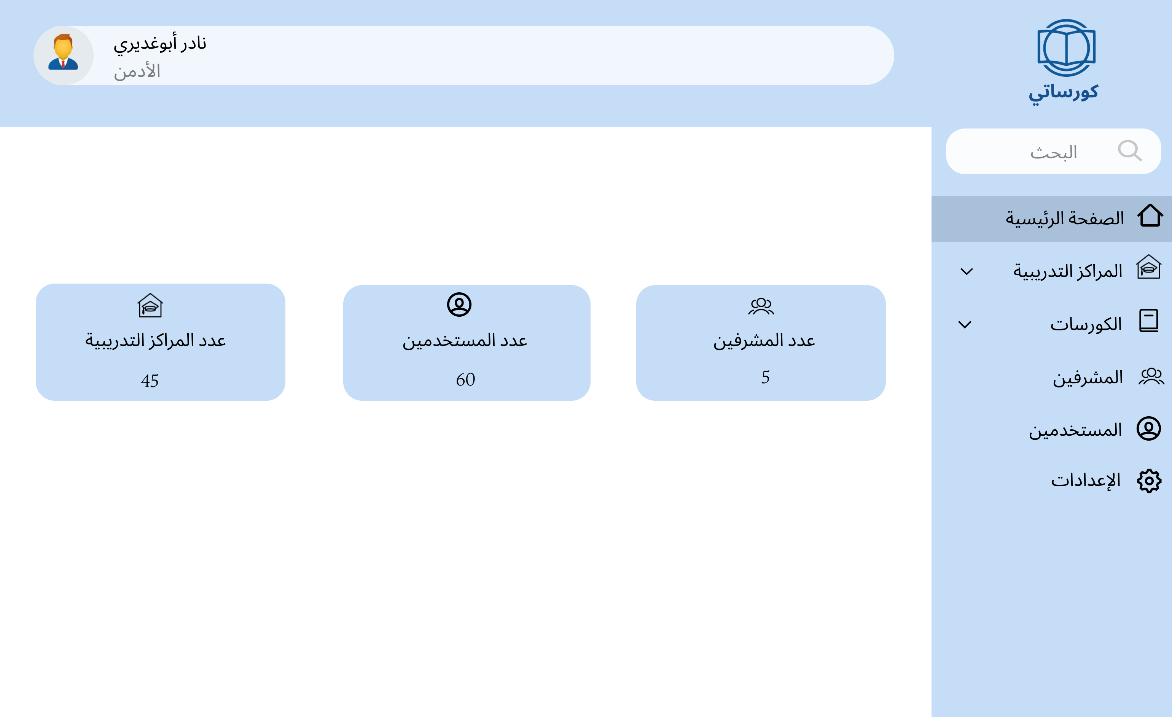 كورساتي
نادر أبوغديري
الأدمن
البحث
الصفحة الرئيسية
المراكز التدريبية
الكورسات
المشرفين
المستخدمين
الإعدادات
عدد المشرفين
5
عدد المستخدمين
60
عدد المراكز التدريبية
45